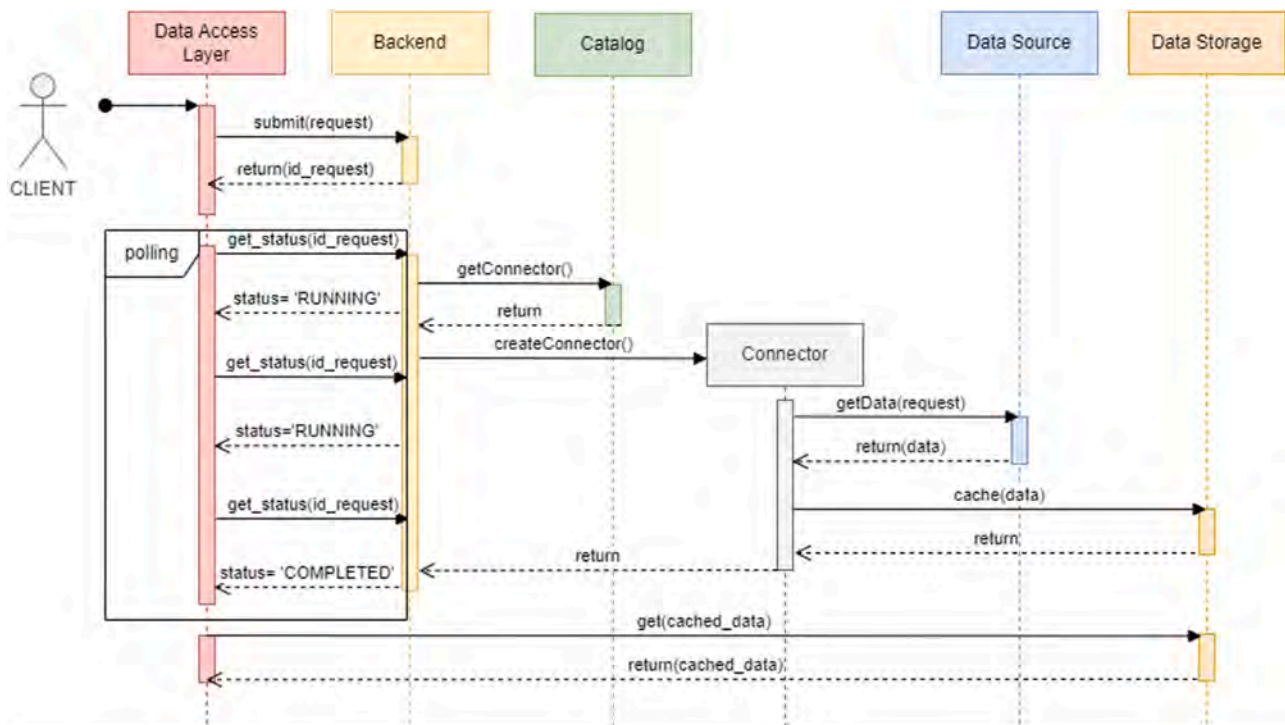 Data Access
Layer
Backend
Catalog
Data Source
Data Storage
CLIENT
submit(request)
return(id_request)
polling
get_status(id_request)
getConnector()
status= 'RUNNING'
return
createConnector()
Connector
get_status(id_request)
getData(request)
status='RUNNING'
return(data)
get_status(id_request)
cache(data)
return
return
status= 'COMPLETED'
get(cached_data)
return(cached_data)